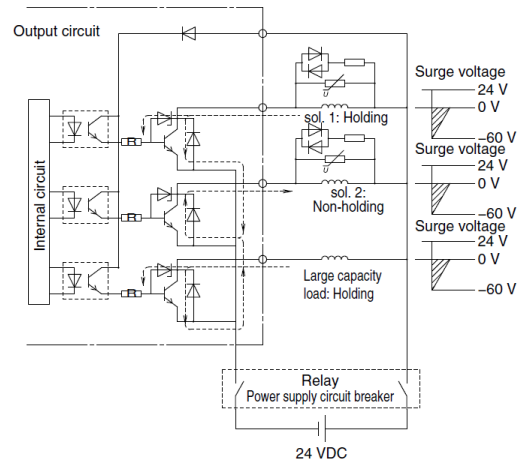 Output circuit
Internal circuit
R
R
R
U
sol. 1: Holding
U
sol. 2:
Non-holding
Large capacity
load: Holding
Surge voltage
24 V
0 V
–60 V
Surge voltage
24 V
0 V
–60 V
Surge voltage
24 V
0 V
–60 V
Relay
Power supply circuit breaker
24 VDC